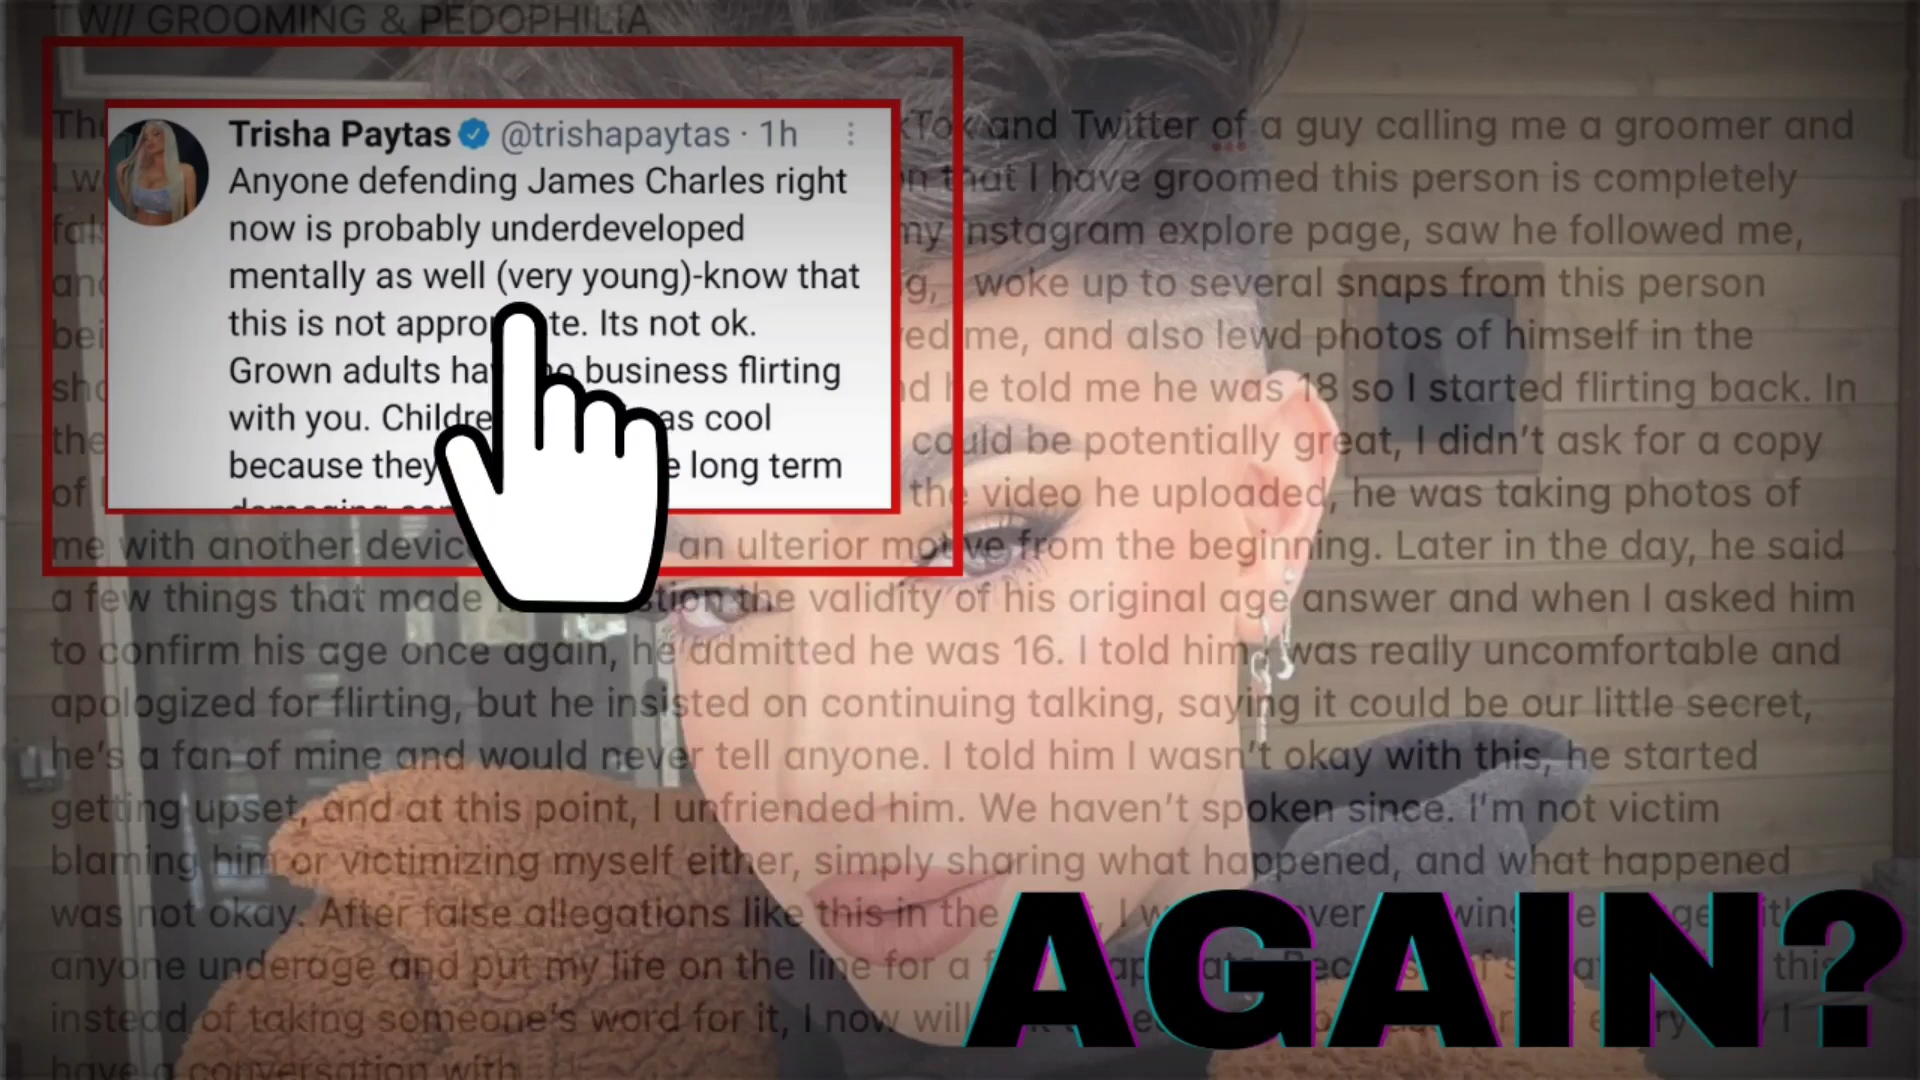 TW// GROOMING & PEDOPHILIA
Trisha Paytas @trishapaytas · 1h
Anyone defending James Charles right
now is probably underdeveloped
mentally as well (very young)-know that
this is not Its not ok.
Grown adults business flirting
with you. as cool
because they long term
and Twitter of a guy calling me a groomer and
that I have groomed this person is completely
my Instagram explore page, saw he followed me,
woke up to several snaps from this person
me, and also lewd photos of himself in the
he told me he was 18 so I started flirting back. In
the could be potentially great, I didn't ask for a copy
of the video he uploaded, he was taking photos of
me with another an ulterior motive from the beginning. Later in the day, he said
a few things that made the validity of his original age answer and when I asked him
to confirm his age once again, he admitted he was 16. I told him was really uncomfortable and
apologized for flirting, but he insisted on continuing talking, saying it could be our little secret,
he's a fan of mine and would never tell anyone. I told him I wasn't okay with this, he started
getting upset, and at this point, I unfriended him. We haven't spoken since. I'm not victim
blaming him or victimizing myself either, simply sharing what happened, and what happened
was not okay. After false allegations like this in the I
anyone underage and put my life on the line for a this
instead of taking someone's word for it, I now will I
have a conversation with
AGAIN?